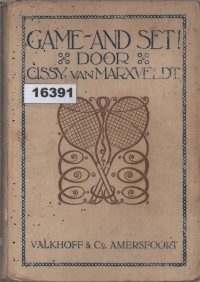 GAME-AND SET!
DOOR
CISSY VAN MARXVELDT
16391
VALKHOFF & Co. AMERSFOORT